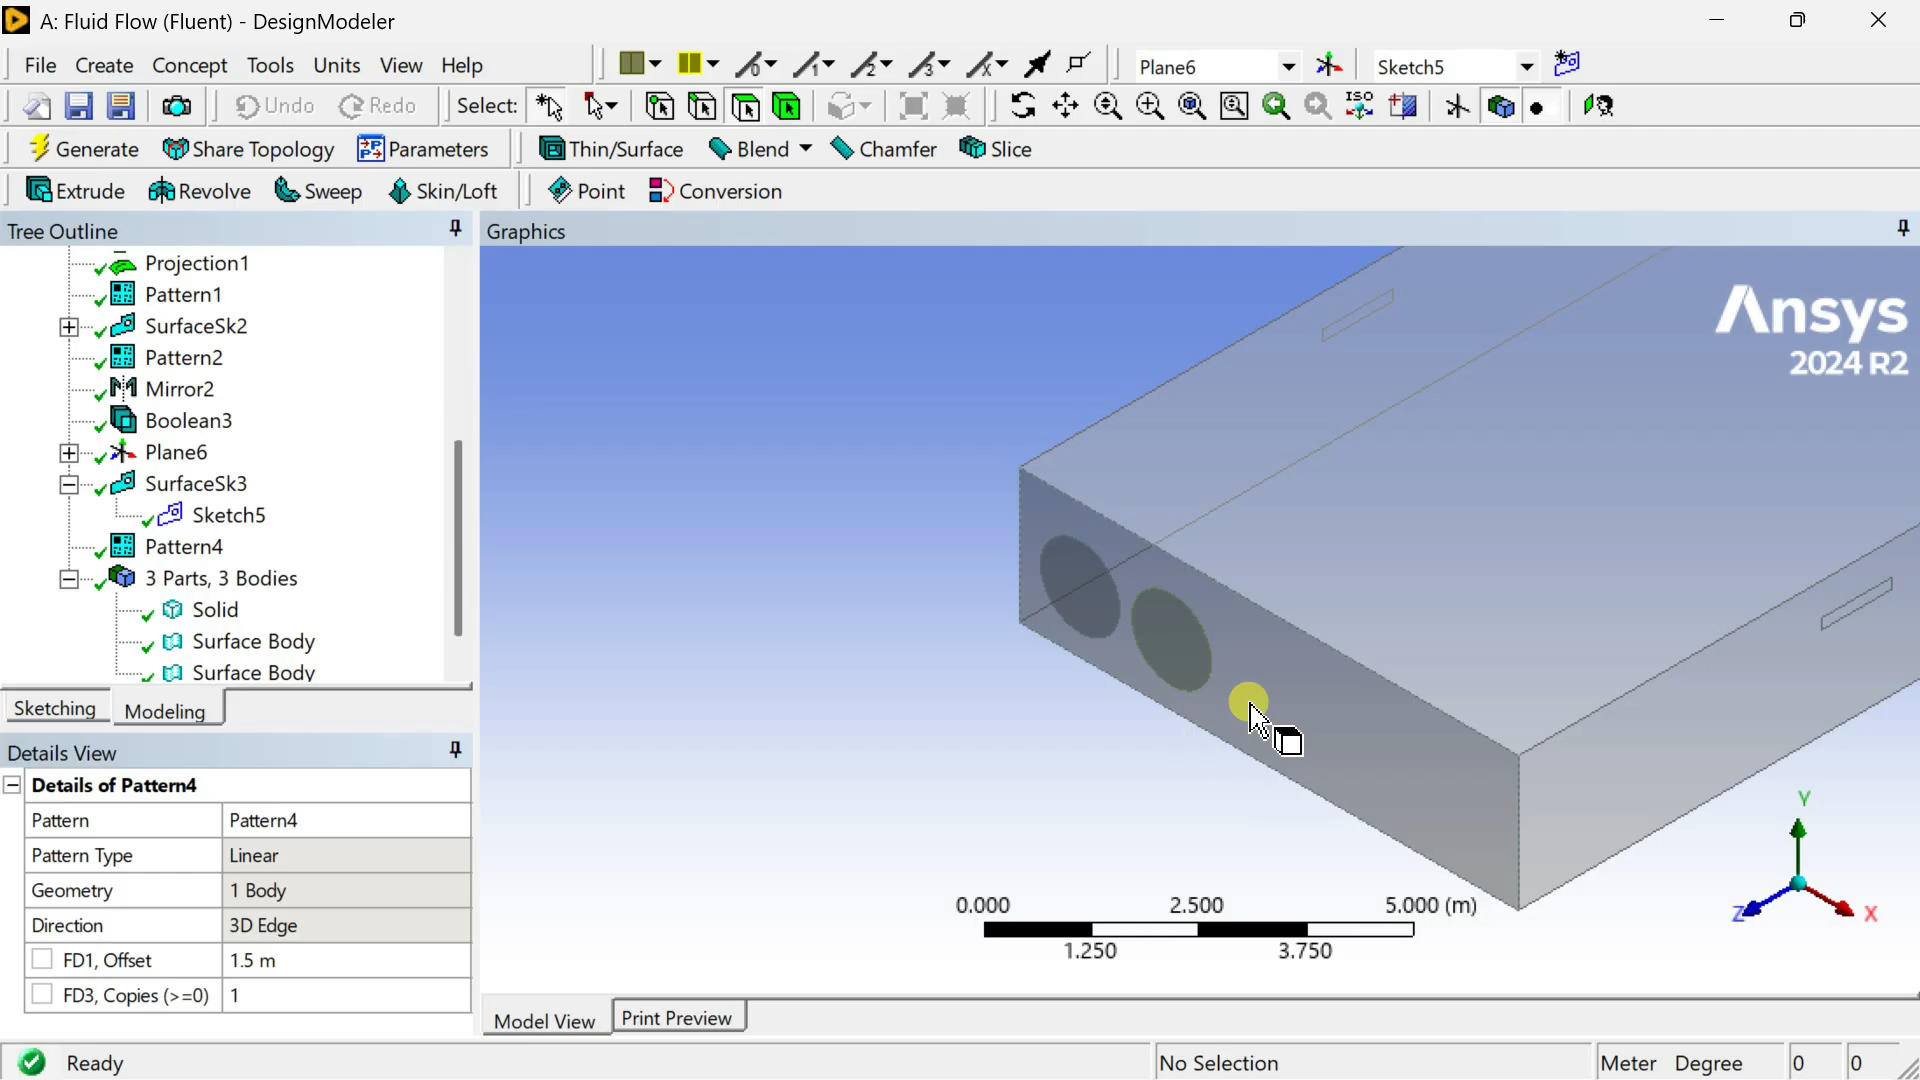 A: Fluid Flow (Fluent) - DesignModeler
File Create Concept Tools Units View Help
0 1 2 3 x
Plane6
Sketch5
Undo Redo Select:
ISO
Generate Share Topology Parameters Thin/Surface Blend Chamfer Slice
Extrude Revolve Sweep Skin/Loft Point Conversion
Tree Outline
Graphics
Projection1
Pattern1
SurfaceSk2
Pattern2
Mirror2
Boolean3
Plane6
SurfaceSk3
Sketch5
Pattern4
3 Parts, 3 Bodies
Solid
Surface Body
Surface Body
Sketching Modeling
Details View
Details of Pattern4
Pattern Pattern4
Pattern Type Linear
Geometry 1 Body
Direction 3D Edge
FD1, Offset 1.5 m
FD3, Copies (>=0) 1
Ansys
2024 R2
0.000 2.500 5.000 (m)
1.250 3.750
Y
Z
X
Model View Print Preview
Ready
No Selection
Meter Degree 0 0